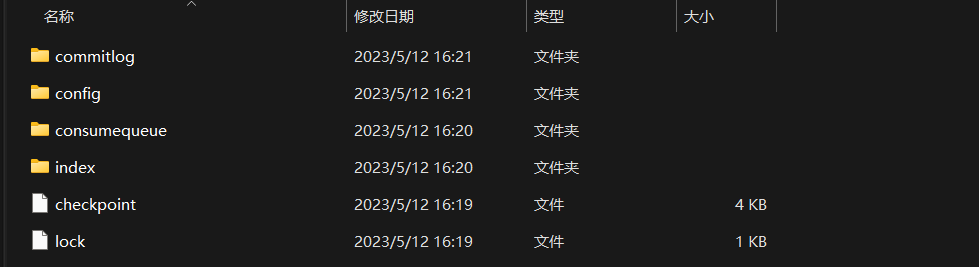 名称 修改日期 类型 大小
commitlog 2023/5/12 16:21 文件夹
config 2023/5/12 16:21 文件夹
consumequeue 2023/5/12 16:20 文件夹
index 2023/5/12 16:20 文件夹
checkpoint 2023/5/12 16:19 文件 4 KB
lock 2023/5/12 16:19 文件 1 KB